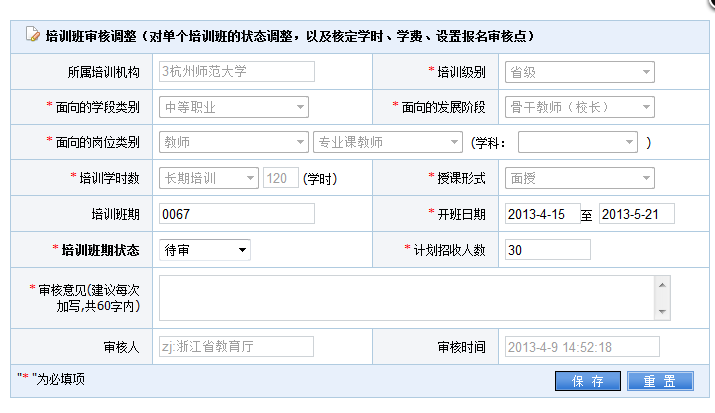 培训班审核调整（对单个培训班的状态调整，以及核定学时、学费、设置报名审核点）
所属培训机构 3杭州师范大学 *培训级别 省级
*面向的学段类别 中等职业 *面向的发展阶段 骨干教师（校长）
*面向的岗位类别 教师 专业课教师 (学科： )
*培训学时数 长期培训 120 (学时) *授课形式 面授
培训班期 0067 *开班日期 2013-4-15 至 2013-5-21
*培训班期状态 待审 *计划招收人数 30
*审核意见(建议每次
加写,共60字内)
审核人 zj:浙江省教育厅 审核时间 2013-4-9 14:52:18
"* "为必填项 保 存 重 置